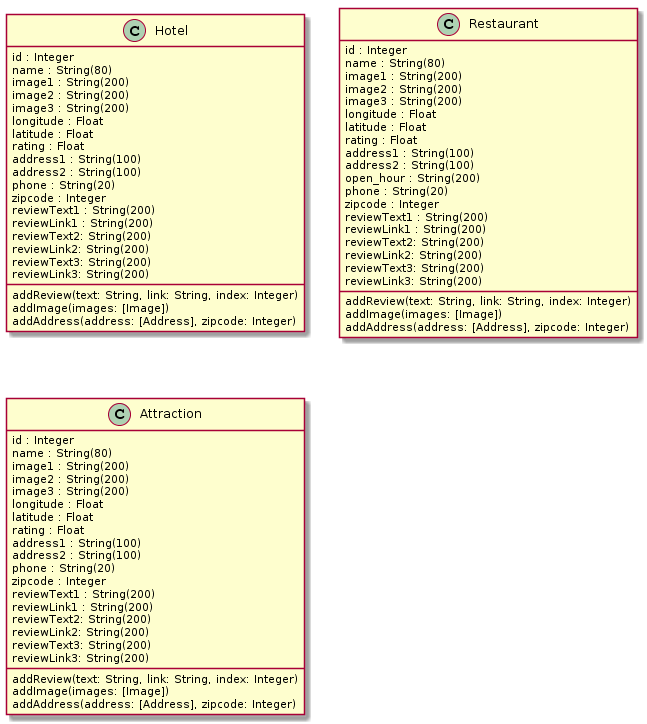 C Hotel
id : Integer
name : String(80)
image1 : String(200)
image2 : String(200)
image3 : String(200)
longitude : Float
latitude : Float
rating : Float
address1 : String(100)
address2 : String(100)
phone : String(20)
zipcode : Integer
reviewText1 : String(200)
reviewLink1 : String(200)
reviewText2: String(200)
reviewLink2: String(200)
reviewText3: String(200)
reviewLink3: String(200)
addReview(text: String, link: String, index: Integer)
addImage(images: [Image])
addAddress(address: [Address], zipcode: Integer)
C Restaurant
id : Integer
name : String(80)
image1 : String(200)
image2 : String(200)
image3 : String(200)
longitude : Float
latitude : Float
rating : Float
address1 : String(100)
address2 : String(100)
open_hour : String(200)
phone : String(20)
zipcode : Integer
reviewText1 : String(200)
reviewLink1 : String(200)
reviewText2: String(200)
reviewLink2: String(200)
reviewText3: String(200)
reviewLink3: String(200)
addReview(text: String, link: String, index: Integer)
addImage(images: [Image])
addAddress(address: [Address], zipcode: Integer)
C Attraction
id : Integer
name : String(80)
image1 : String(200)
image2 : String(200)
image3 : String(200)
longitude : Float
latitude : Float
rating : Float
address1 : String(100)
address2 : String(100)
phone : String(20)
zipcode : Integer
reviewText1 : String(200)
reviewLink1 : String(200)
reviewText2: String(200)
reviewLink2: String(200)
reviewText3: String(200)
reviewLink3: String(200)
addReview(text: String, link: String, index: Integer)
addImage(images: [Image])
addAddress(address: [Address], zipcode: Integer)